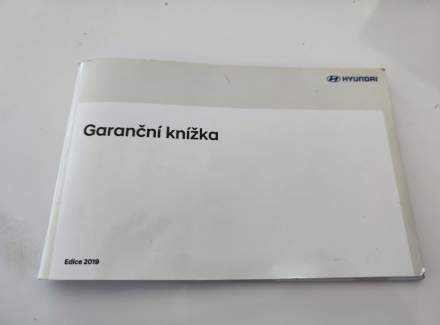 HYUNDAI
Garanční knížka
Edice 2019